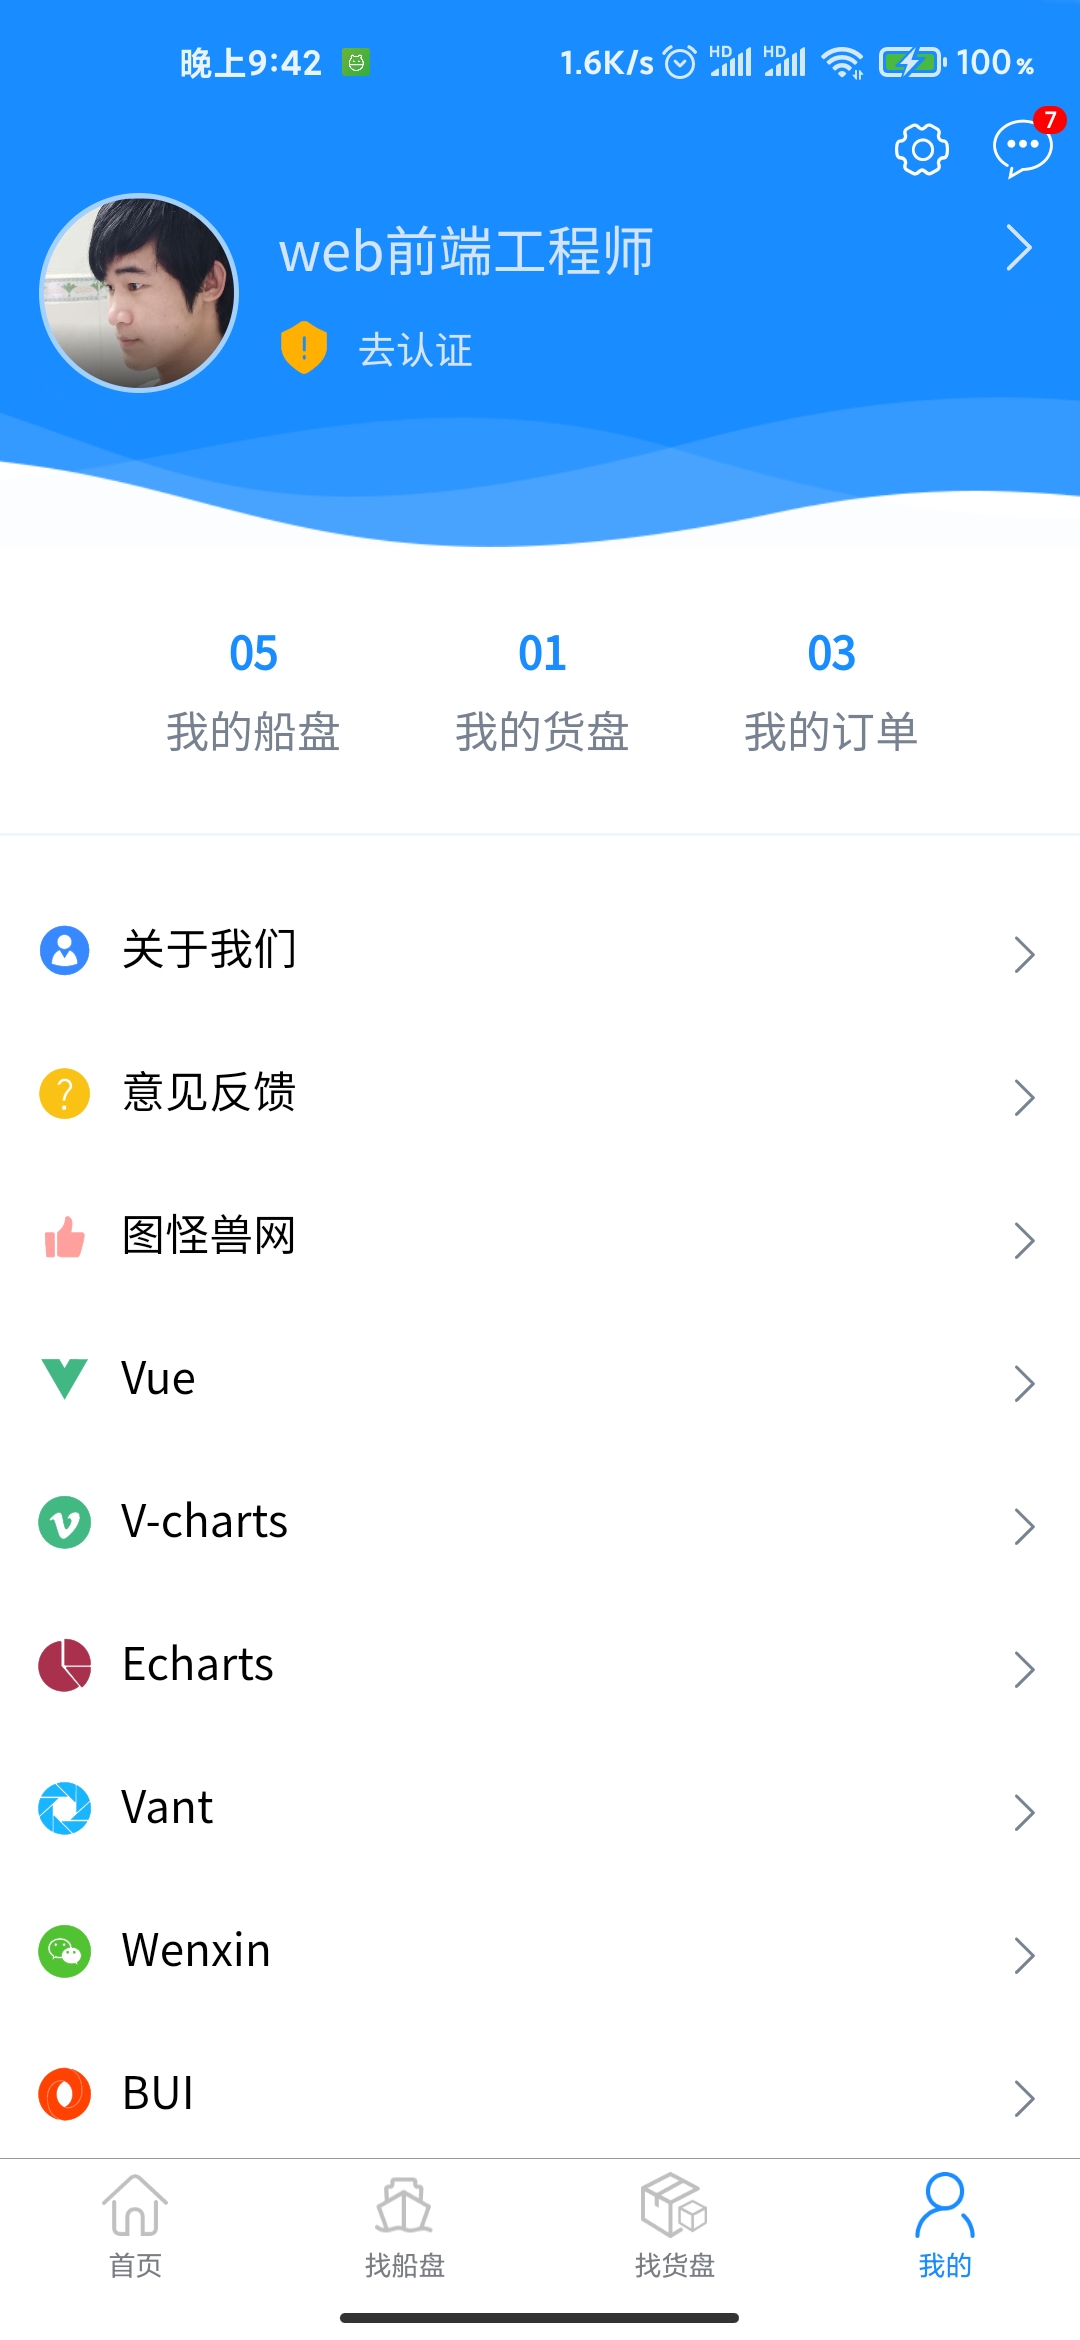 晚上9:42 1.6K/s HD HD 100%
7
web前端工程师
去认证
05 01 03
我的船盘 我的货盘 我的订单
关于我们
意见反馈
图怪兽网
Vue
V-charts
Echarts
Vant
Wenxin
BUI
首页 找船盘 找货盘 我的